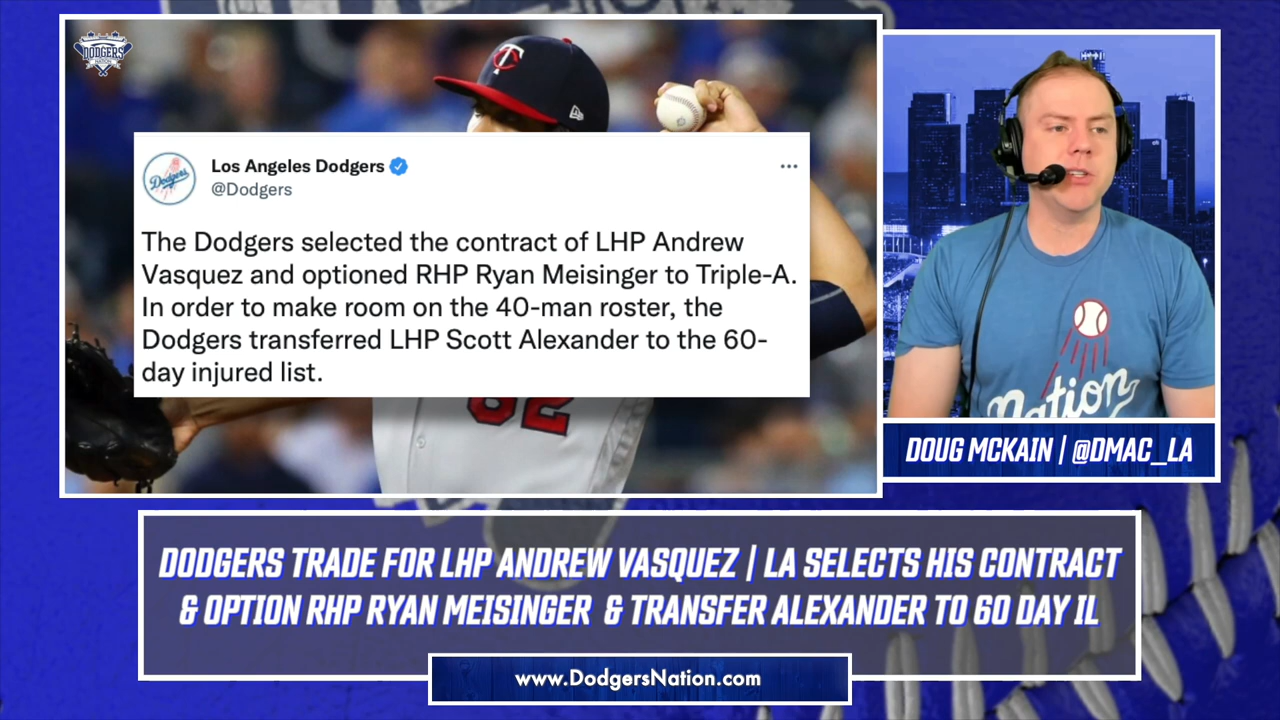 DODGERS
NATION
T C
Los Angeles Dodgers
@Dodgers
Dodgers
The Dodgers selected the contract of LHP Andrew
Vasquez and optioned RHP Ryan Meisinger to Triple-A.
In order to make room on the 40-man roster, the
Dodgers transferred LHP Scott Alexander to the 60-
day injured list.
62
Nation
DOUG MCKAIN | @DMAC_LA
DODGERS TRADE FOR LHP ANDREW VASQUEZ | LA SELECTS HIS CONTRACT
& OPTION RHP RYAN MEISINGER & TRANSFER ALEXANDER TO 60 DAY IL
www.DodgersNation.com